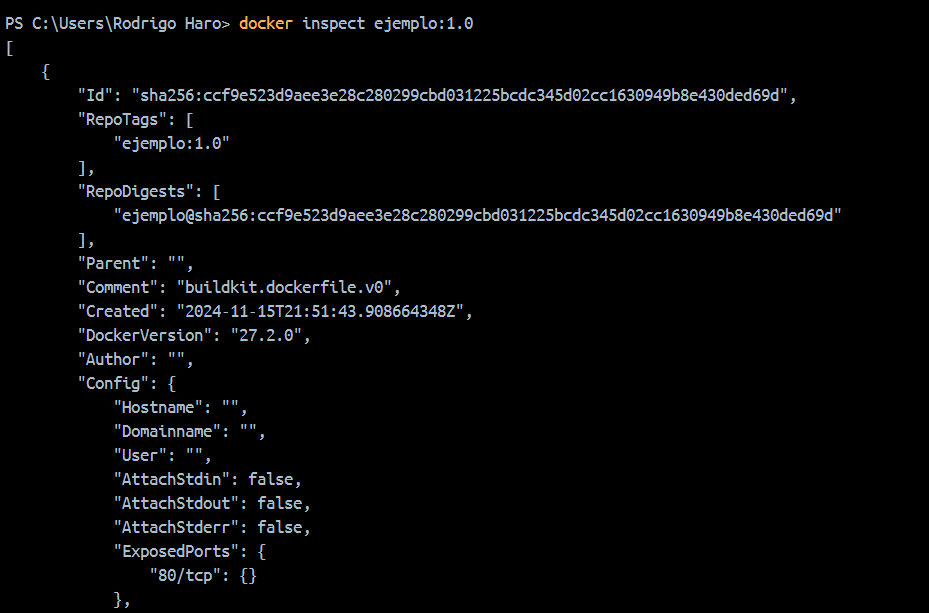 PS C:\Users\Rodrigo Haro> docker inspect ejemplo:1.0
[
    {
        "Id": "sha256:ccf9e523d9aee3e28c280299cbd031225bcdc345d02cc1630949b8e430ded69d",
        "RepoTags": [
            "ejemplo:1.0"
        ],
        "RepoDigests": [
            "ejemplo@sha256:ccf9e523d9aee3e28c280299cbd031225bcdc345d02cc1630949b8e430ded69d"
        ],
        "Parent": "",
        "Comment": "buildkit.dockerfile.v0",
        "Created": "2024-11-15T21:51:43.908664348Z",
        "DockerVersion": "27.2.0",
        "Author": "",
        "Config": {
            "Hostname": "",
            "Domainname": "",
            "User": "",
            "AttachStdin": false,
            "AttachStdout": false,
            "AttachStderr": false,
            "ExposedPorts": {
                "80/tcp": {}
            },